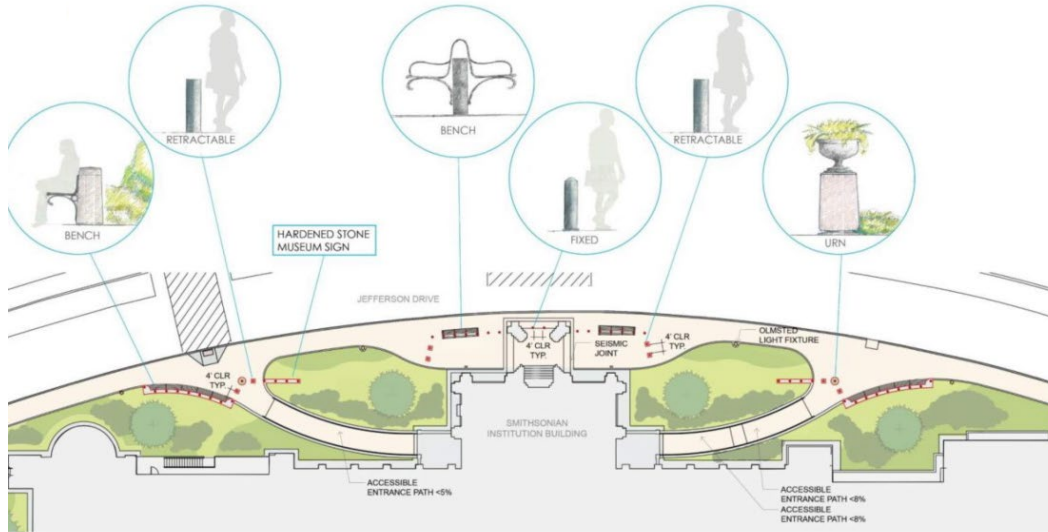 RETRACTABLE
BENCH
RETRACTABLE
BENCH
HARDENED STONE
MUSEUM SIGN
FIXED
URN
JEFFERSON DRIVE
4' CLR
TYP.
4' CLR
TYP.
SEISMIC
JOINT
4' CLR
TYP.
OLMSTED
LIGHT FIXTURE
SMITHSONIAN
INSTITUTION BUILDING
ACCESSIBLE
ENTRANCE PATH <5%
ACCESSIBLE
ENTRANCE PATH <8%
ACCESSIBLE
ENTRANCE PATH <8%